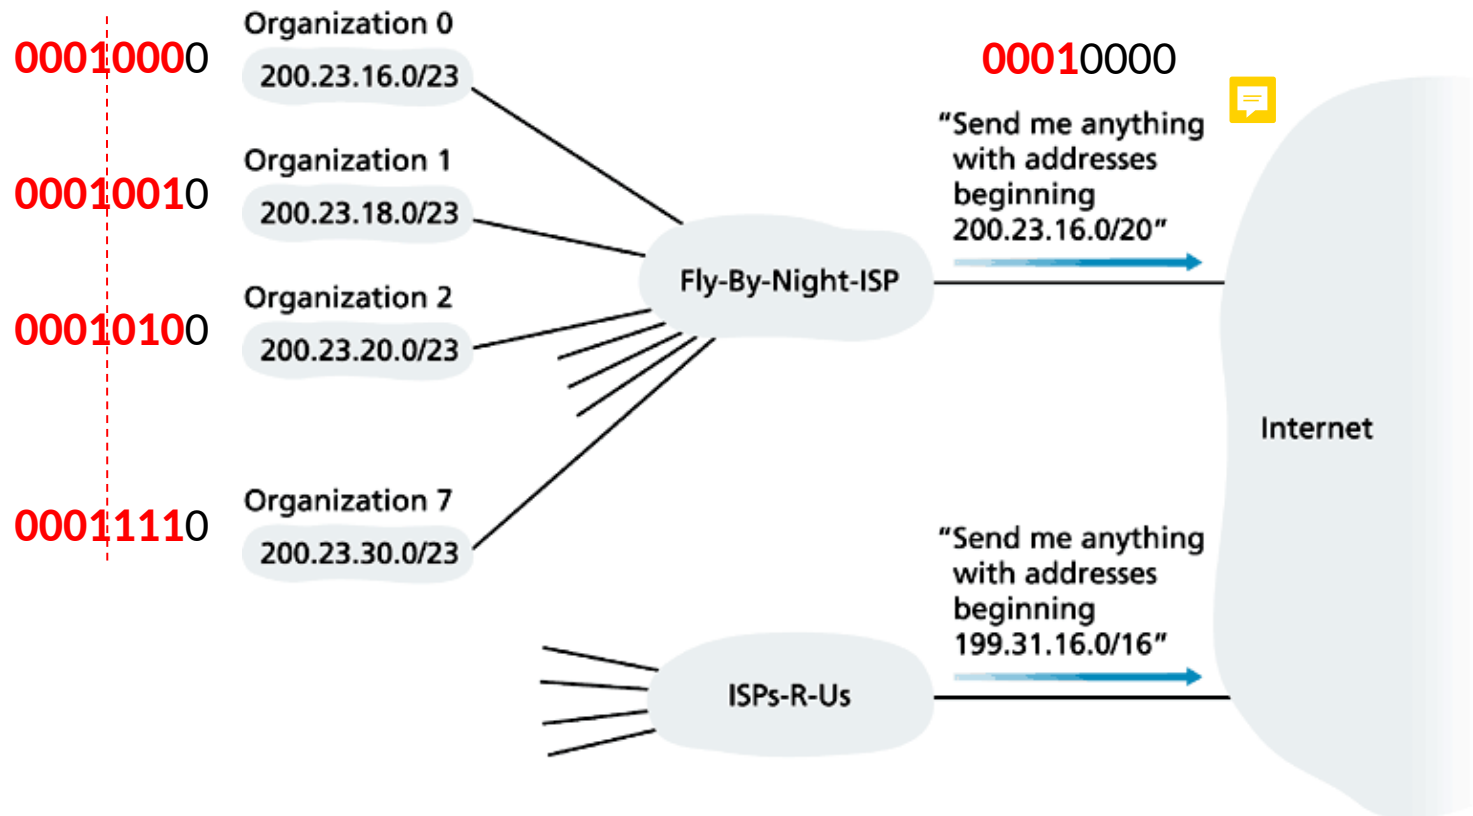 00010000
Organization 0
200.23.16.0/23
00010010
Organization 1
200.23.18.0/23
00010100
Organization 2
200.23.20.0/23
00011110
Organization 7
200.23.30.0/23
Fly-By-Night-ISP
00010000
“Send me anything
with addresses
beginning
200.23.16.0/20”
Internet
ISPs-R-Us
“Send me anything
with addresses
beginning
199.31.16.0/16”